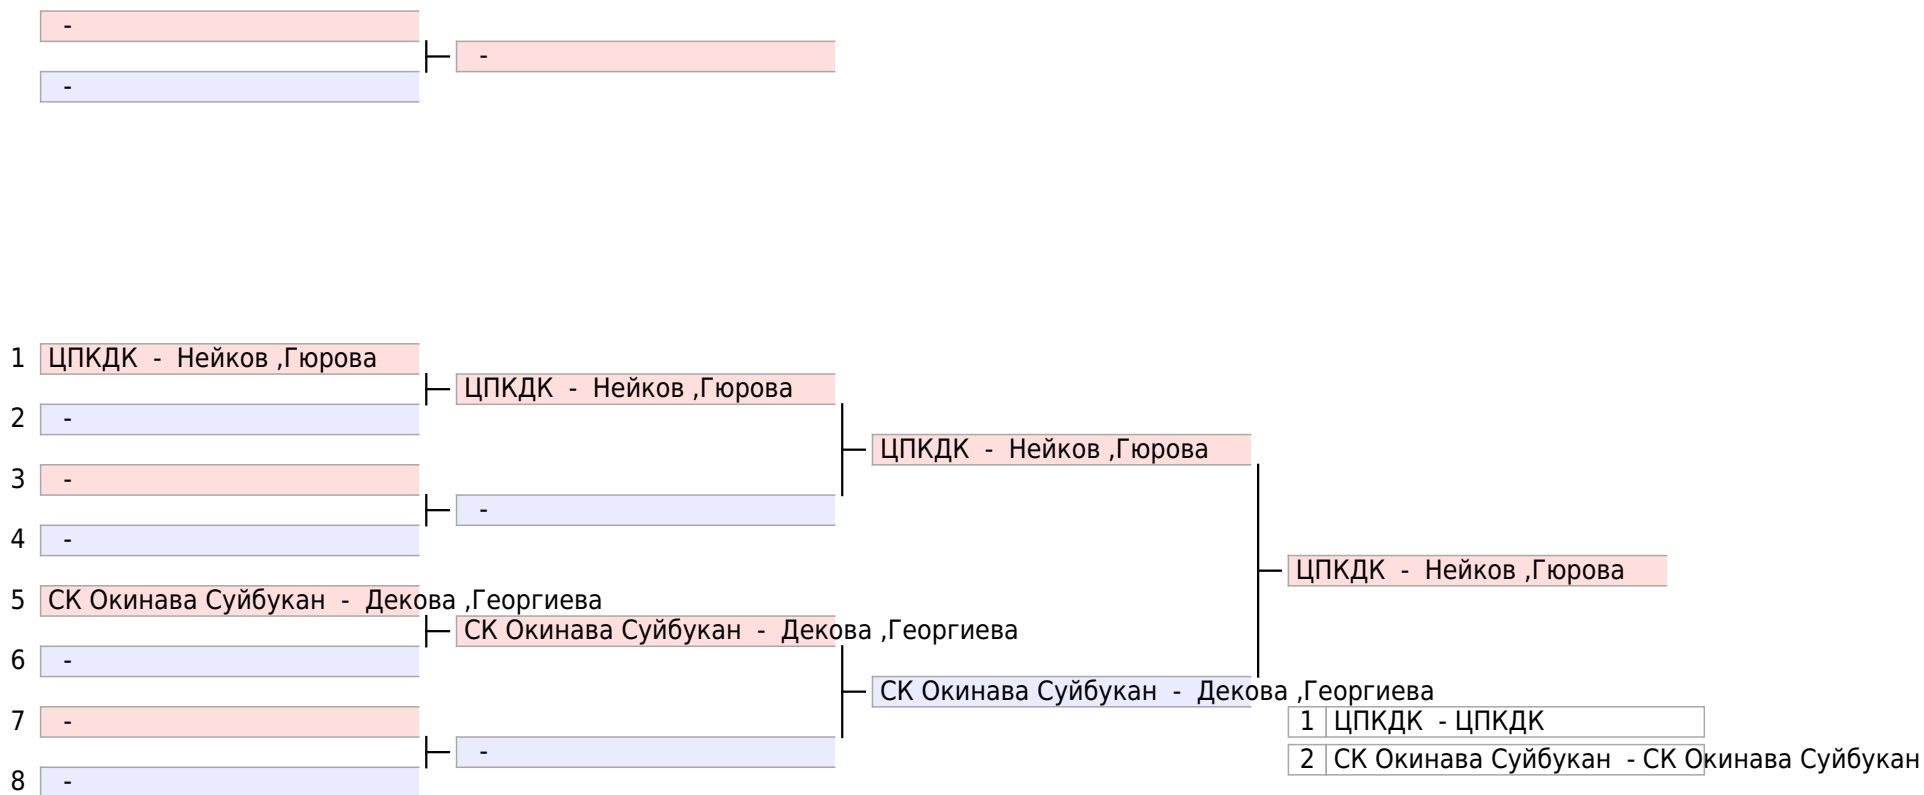 -
-
-
1 ЦПКДК - Нейков ,Гюрова
ЦПКДК - Нейков ,Гюрова
2 -
ЦПКДК - Нейков ,Гюрова
3 -
-
4 -
ЦПКДК - Нейков ,Гюрова
5 СК Окинава Суйбукан - Декова ,Георгиева
СК Окинава Суйбукан - Декова ,Георгиева
6 -
СК Окинава Суйбукан - Декова ,Георгиева
7 -
1 ЦПКДК - ЦПКДК
-
2 СК Окинава Суйбукан - СК Окинава Суйбукан
8 -